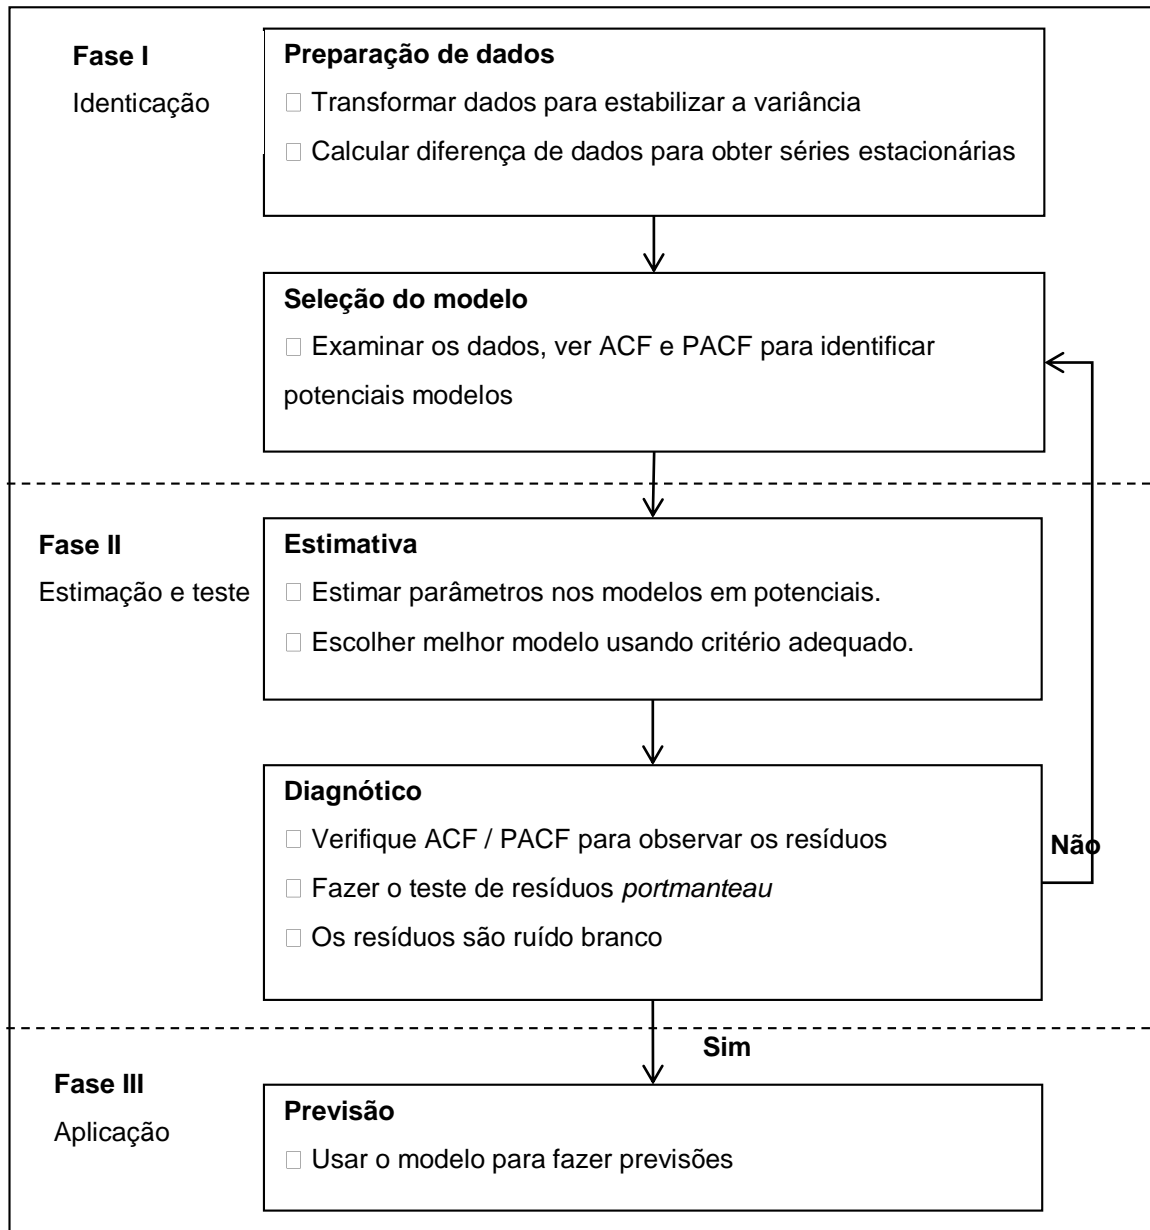 Fase I
Identicação
Preparação de dados
□ Transformar dados para estabilizar a variância
□ Calcular diferença de dados para obter séries estacionárias
Seleção do modelo
□ Examinar os dados, ver ACF e PACF para identificar
potenciais modelos
Fase II
Estimação e teste
Estimativa
□ Estimar parâmetros nos modelos em potenciais.
□ Escolher melhor modelo usando critério adequado.
Diagnótico
□ Verifique ACF / PACF para observar os resíduos
□ Fazer o teste de resíduos portmanteau
□ Os resíduos são ruído branco
Não
Sim
Fase III
Aplicação
Previsão
□ Usar o modelo para fazer previsões